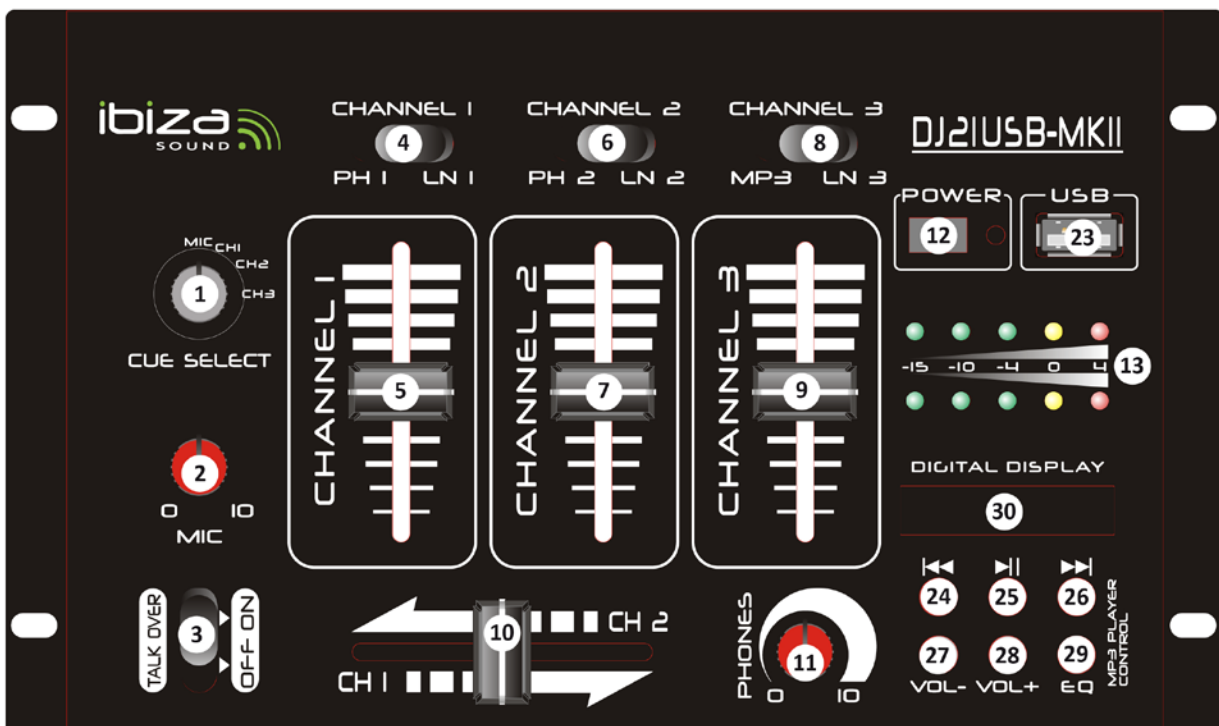 ibiza
SOUND
CHANNEL 1
4
PH 1 LN 1
CHANNEL 2
6
PH 2 LN 2
CHANNEL 3
8
MP3 LN 3
DJ21USB-MKII
POWER
12
USB
23
MIC
CH1
CH2
CH3
1
CUE SELECT
2
0 10
MIC
TALK OVER
3
OFF ON
CHANNEL 1
5
CHANNEL 2
7
CHANNEL 3
9
-15 -10 -4 0 4
13
DIGITAL DISPLAY
30
24 25 26
27 28 29
VOL- VOL+ EQ
MP3 PLAYER
CONTROL
10
CH 2
CH 1
PHONES
11
0 10